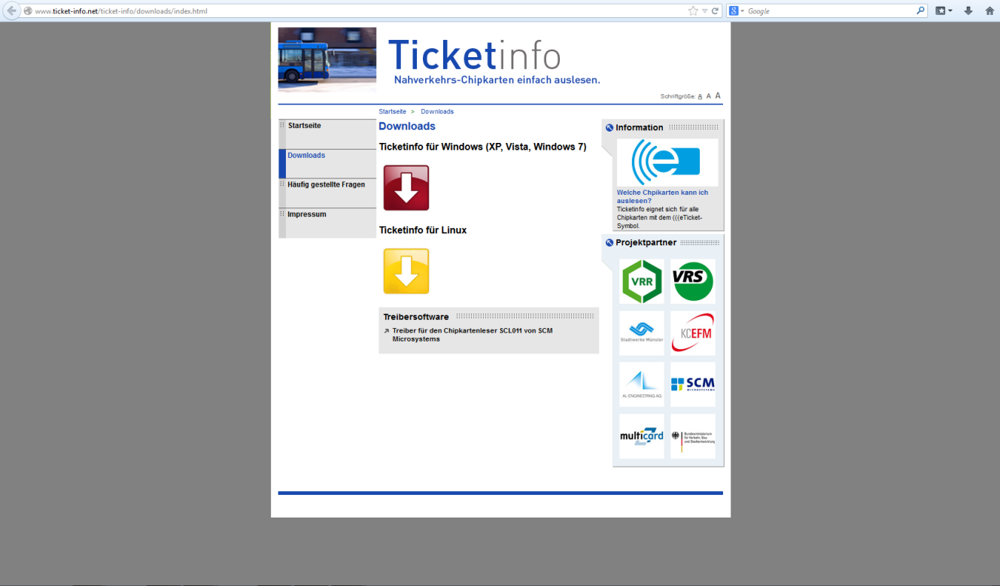 www.ticket-info.net/ticket-info/downloads/index.html
Google
Ticketinfo
Nahverkehrs-Chipkarten einfach auslesen.
Schriftgröße: A A A
Startseite > Downloads
Startseite
Downloads
Häufig gestellte Fragen
Impressum
Downloads
Ticketinfo für Windows (XP, Vista, Windows 7)
Ticketinfo für Linux
Treibersoftware
Treiber für den Chipkartenleser SCL011 von SCM
Microsystems
Information
Welche Chpikarten kann ich
auslesen?
Ticketinfo eignet sich für alle
Chipkarten mit dem (((eTicket-
Symbol.
Projektpartner
VRR
VRS
Stadtwerke Münster
KCEFM
AL ENGINEERING AG
SCM
MICROSYSTEMS
multicard
Bundesministerium
für Verkehr, Bau
und Stadtentwicklung